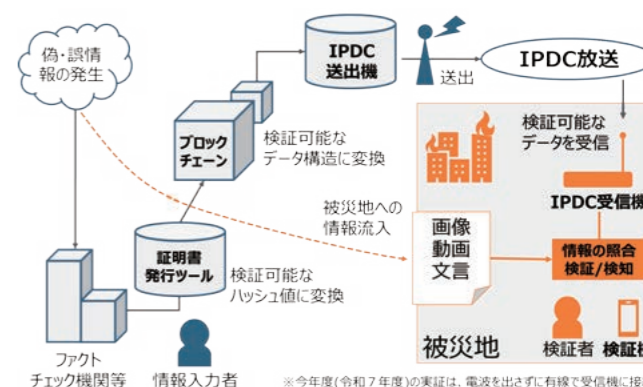 偽・誤情
報の発生
IPDC
送出機
送出
IPDC放送
ブロック
チェーン
検証可能な
データ構造に変換
検証可能な
データを受信
IPDC受信機
被災地への
情報流入
画像
動画
文言
情報の照合
検証/検知
証明書
発行ツール
検証可能な
ハッシュ値に変換
被災地
検証者
検証
ファクト
チェック機関等
情報入力者
※今年度(令和7年度)の実証は、電波を出さずに有線で受信機に